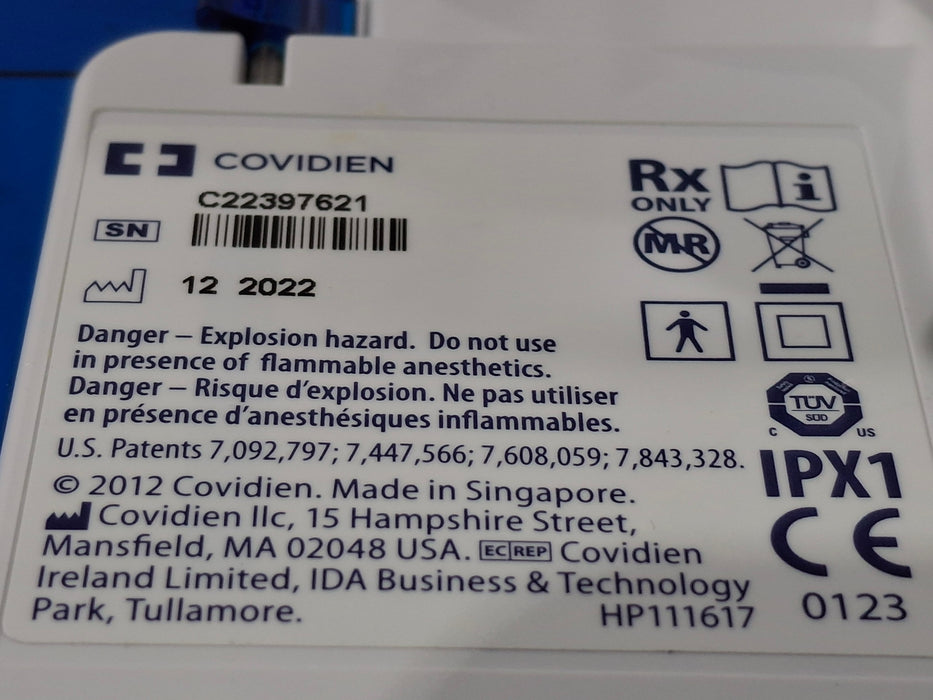 COVIDIEN
C22397621
SN
12 2022
Danger – Explosion hazard. Do not use
in presence of flammable anesthetics.
Danger – Risque d'explosion. Ne pas utiliser
en présence d'anesthésiques inflammables.
U.S. Patents 7,092,797; 7,447,566; 7,608,059; 7,843,328.
© 2012 Covidien. Made in Singapore.
Covidien llc, 15 Hampshire Street,
Mansfield, MA 02048 USA. EC REP Covidien
Ireland Limited, IDA Business & Technology
Park, Tullamore.
HP111617
Rx
ONLY
i
MR
TÜV
SÜD
C US
IPX1
CE
0123